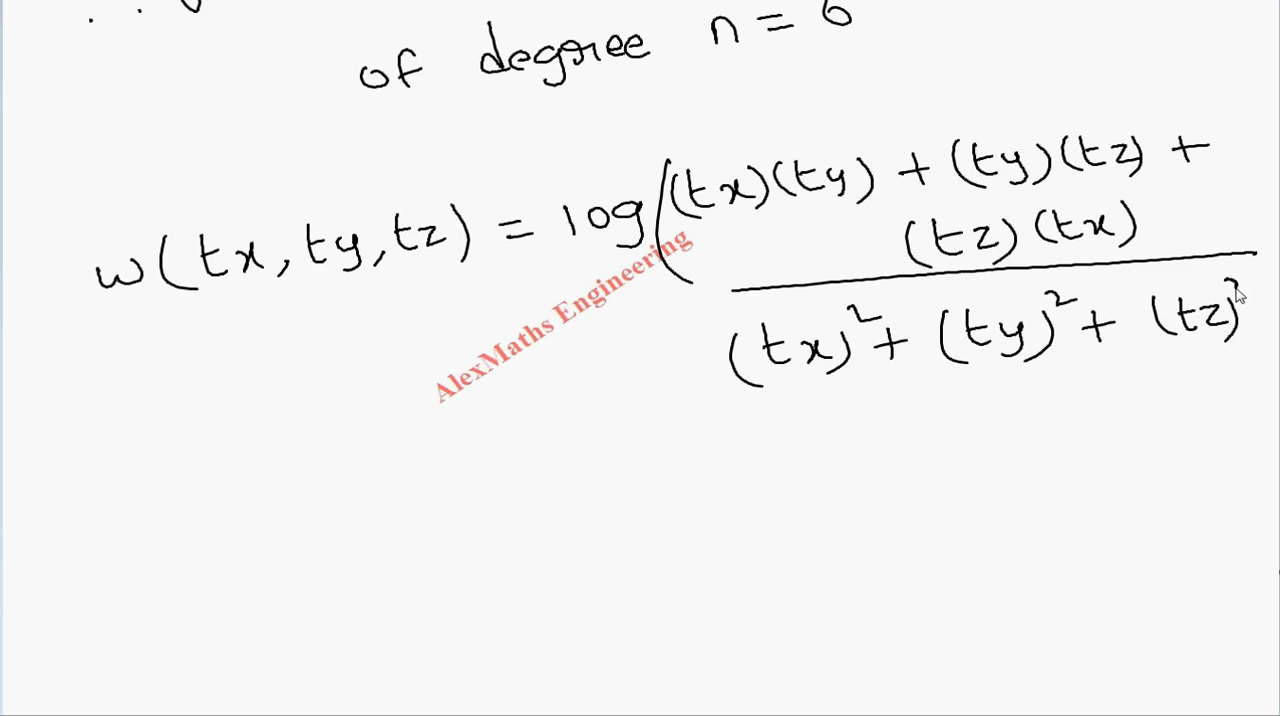 of degree n = 6
w(tx, ty, tz) = log((tx)(ty) + (ty)(tz) +
(tz)(tx)
(tx)² + (ty)² + (tz)²
AlexMaths Engineering